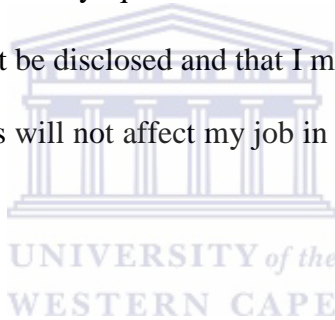 t be disclosed and that I m
s will not affect my job in
UNIVERSITY of the
WESTERN CAPE